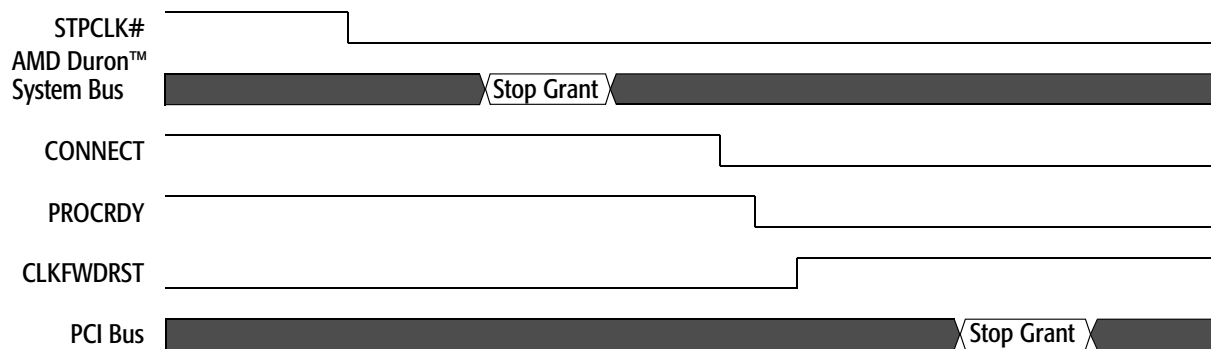 STPCLK#
AMD Duron™
System Bus
Stop Grant
CONNECT
PROCRDY
CLKFWDRST
PCI Bus
Stop Grant